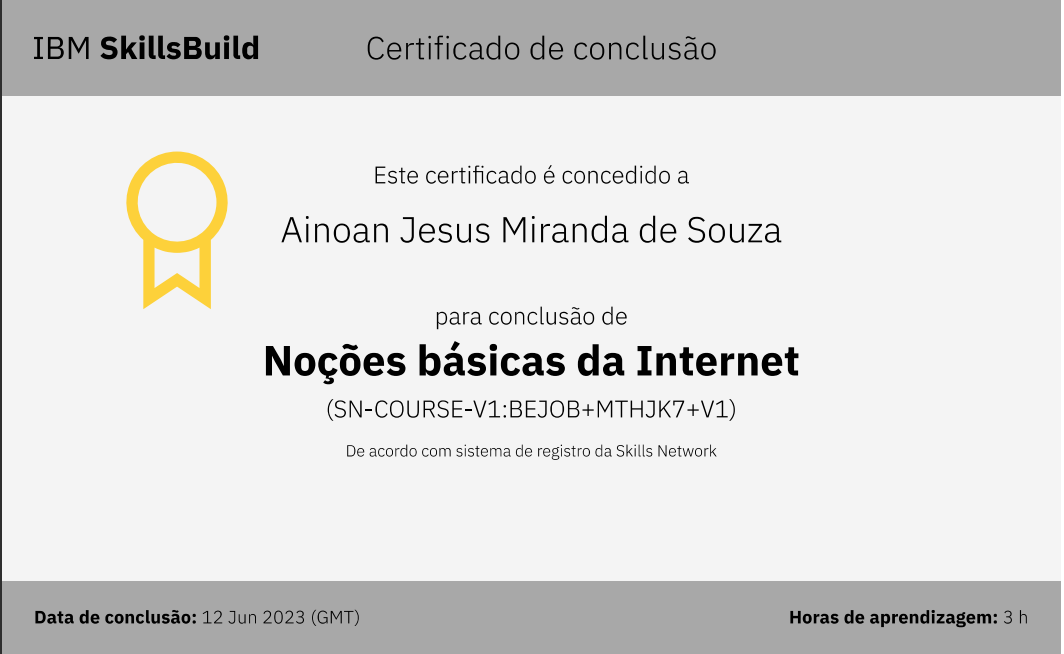 IBM SkillsBuild
Certificado de conclusão
Este certificado é concedido a
Ainoan Jesus Miranda de Souza
para conclusão de
Noções básicas da Internet
(SN-COURSE-V1:BEJOB+MTHJK7+V1)
De acordo com sistema de registro da Skills Network
Data de conclusão: 12 Jun 2023 (GMT)
Horas de aprendizagem: 3 h